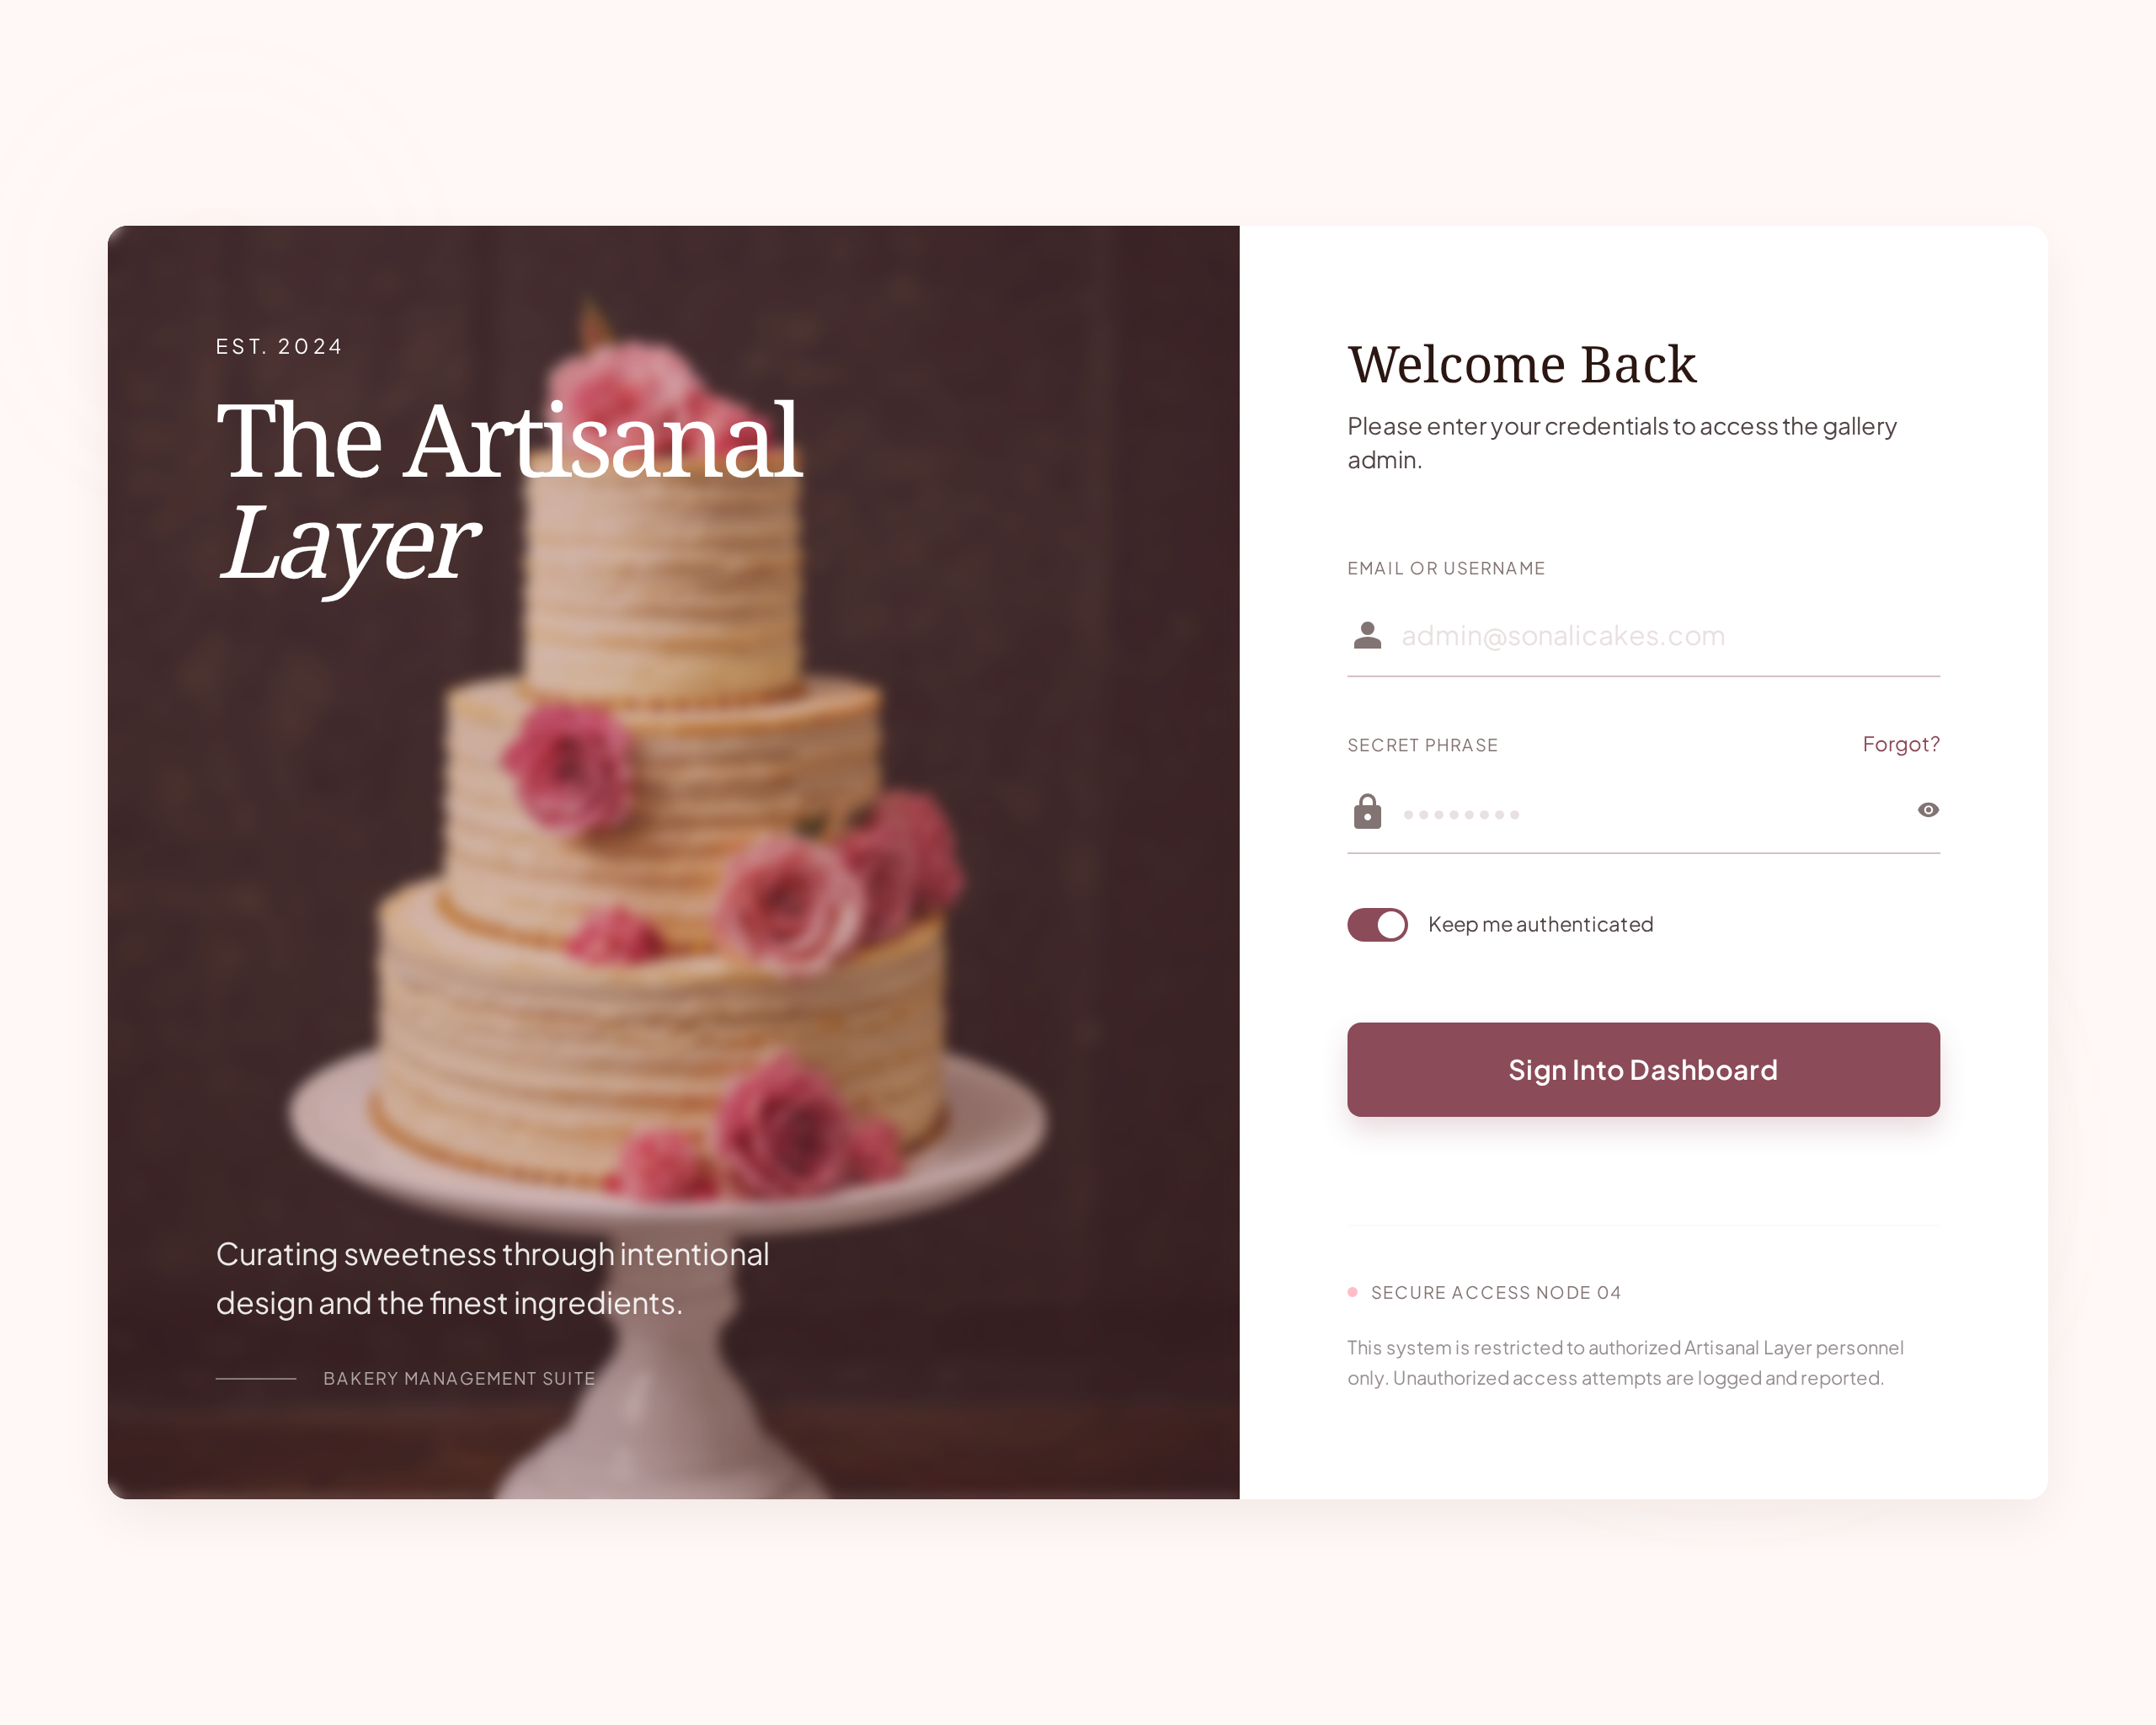 EST. 2024
The Artisanal
Layer
Curating sweetness through intentional
design and the finest ingredients.
BAKERY MANAGEMENT SUITE
Welcome Back
Please enter your credentials to access the gallery
admin.
EMAIL OR USERNAME
admin@sonalicakes.com
SECRET PHRASE
Forgot?
••••••••
Keep me authenticated
Sign Into Dashboard
SECURE ACCESS NODE 04
This system is restricted to authorized Artisanal Layer personnel
only. Unauthorized access attempts are logged and reported.